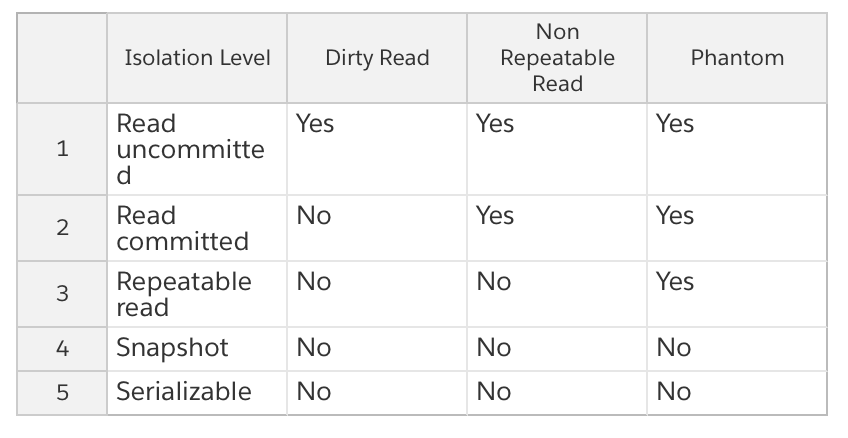 Isolation Level Dirty Read Non
Repeatable
Read Phantom
1 Read
uncommitte
d Yes Yes Yes
2 Read
committed No Yes Yes
3 Repeatable
read No No Yes
4 Snapshot No No No
5 Serializable No No No